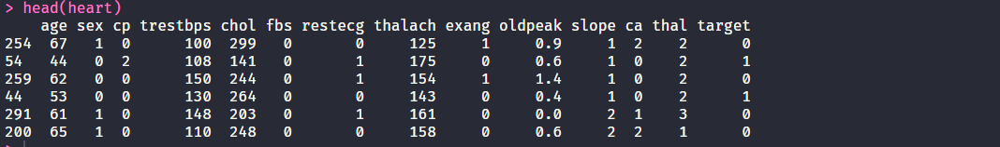 > head(heart)
age sex cp trestbps chol fbs restecg thalach exang oldpeak slope ca thal target
254 67 1 0 100 299 0 0 125 1 0.9 1 2 2 0
54 44 0 2 108 141 0 1 175 0 0.6 1 0 2 1
259 62 0 0 150 244 0 1 154 1 1.4 1 0 2 0
44 53 0 0 130 264 0 0 143 0 0.4 1 0 2 1
291 61 1 0 148 203 0 1 161 0 0.0 2 1 3 0
200 65 1 0 110 248 0 0 158 0 0.6 2 2 1 0